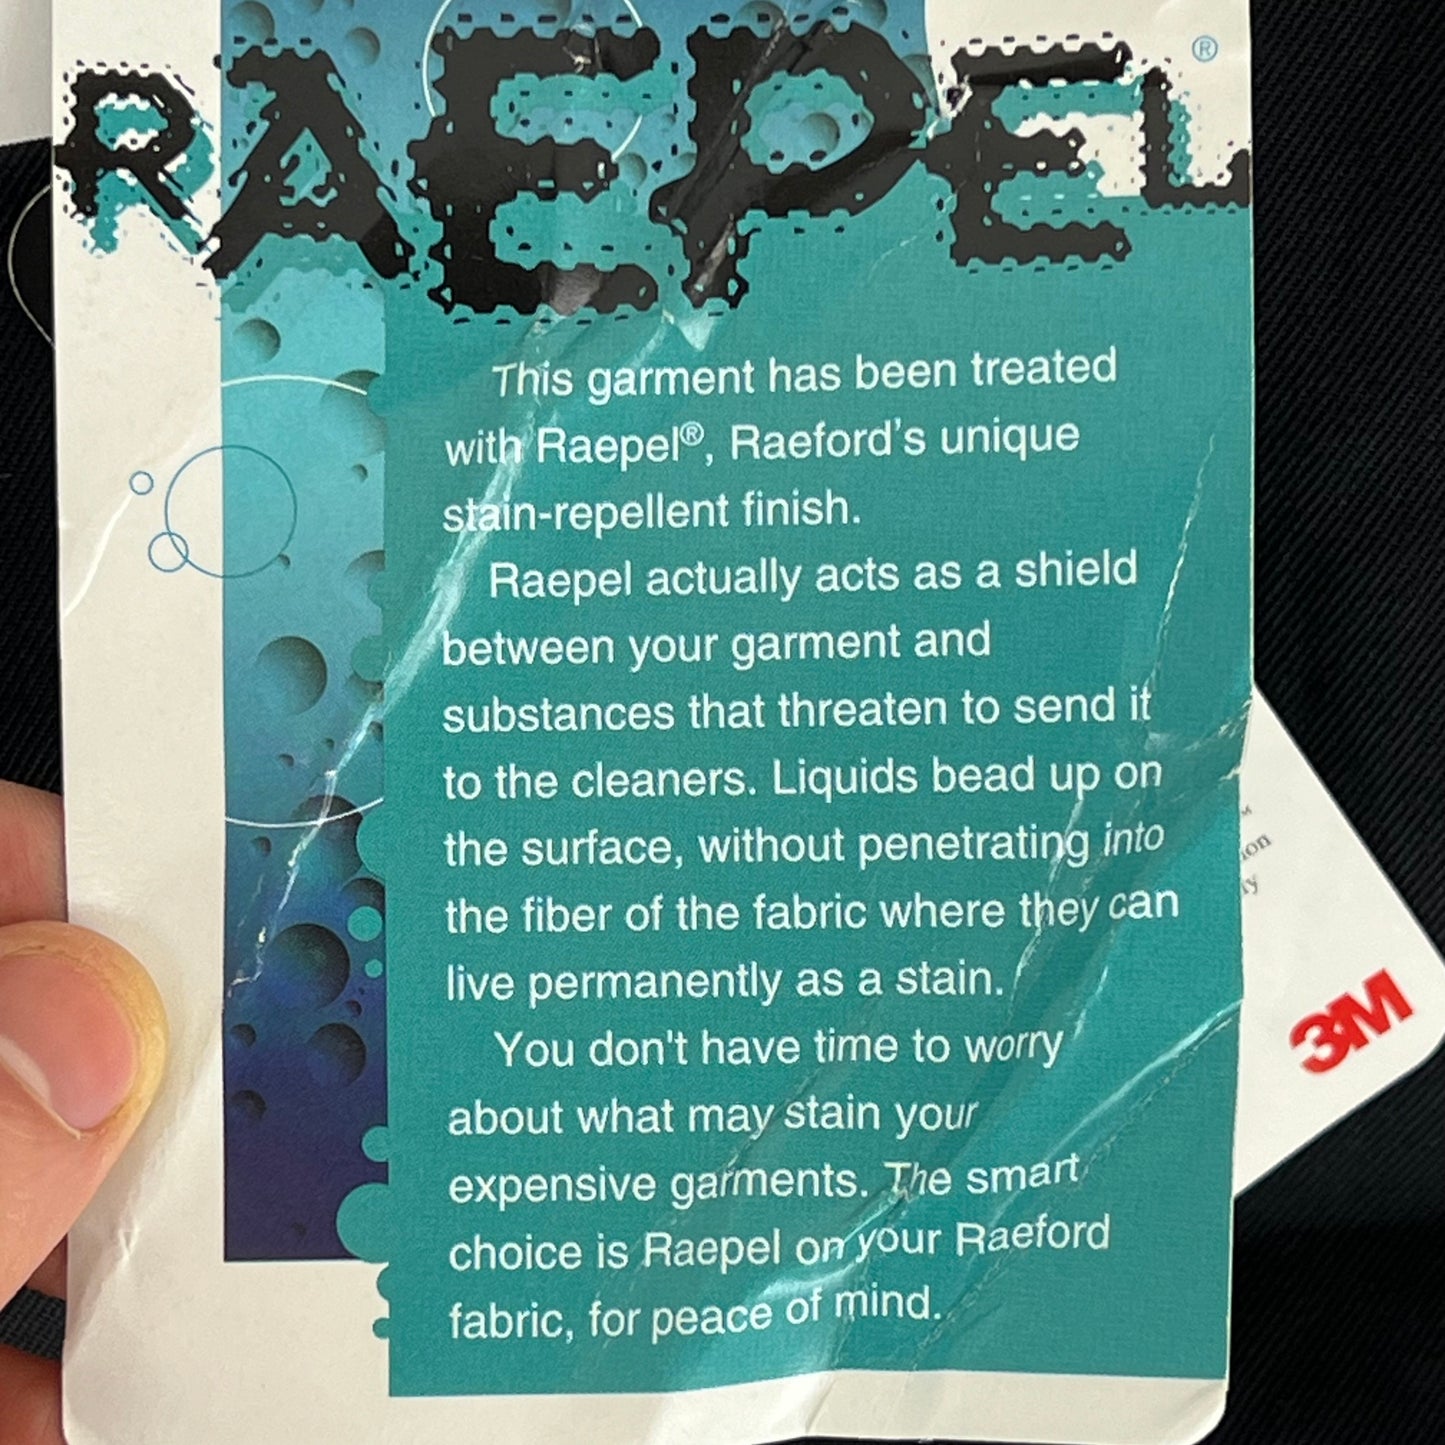 RAEPEL®
This garment has been treated
with Raepel®, Raeford's unique
stain-repellent finish.
Raepel actually acts as a shield
between your garment and
substances that threaten to send it
to the cleaners. Liquids bead up on
the surface, without penetrating into
the fiber of the fabric where they can
live permanently as a stain.
You don't have time to worry
about what may stain your
expensive garments. The smart
choice is Raepel on your Raeford
fabric, for peace of mind.
3M